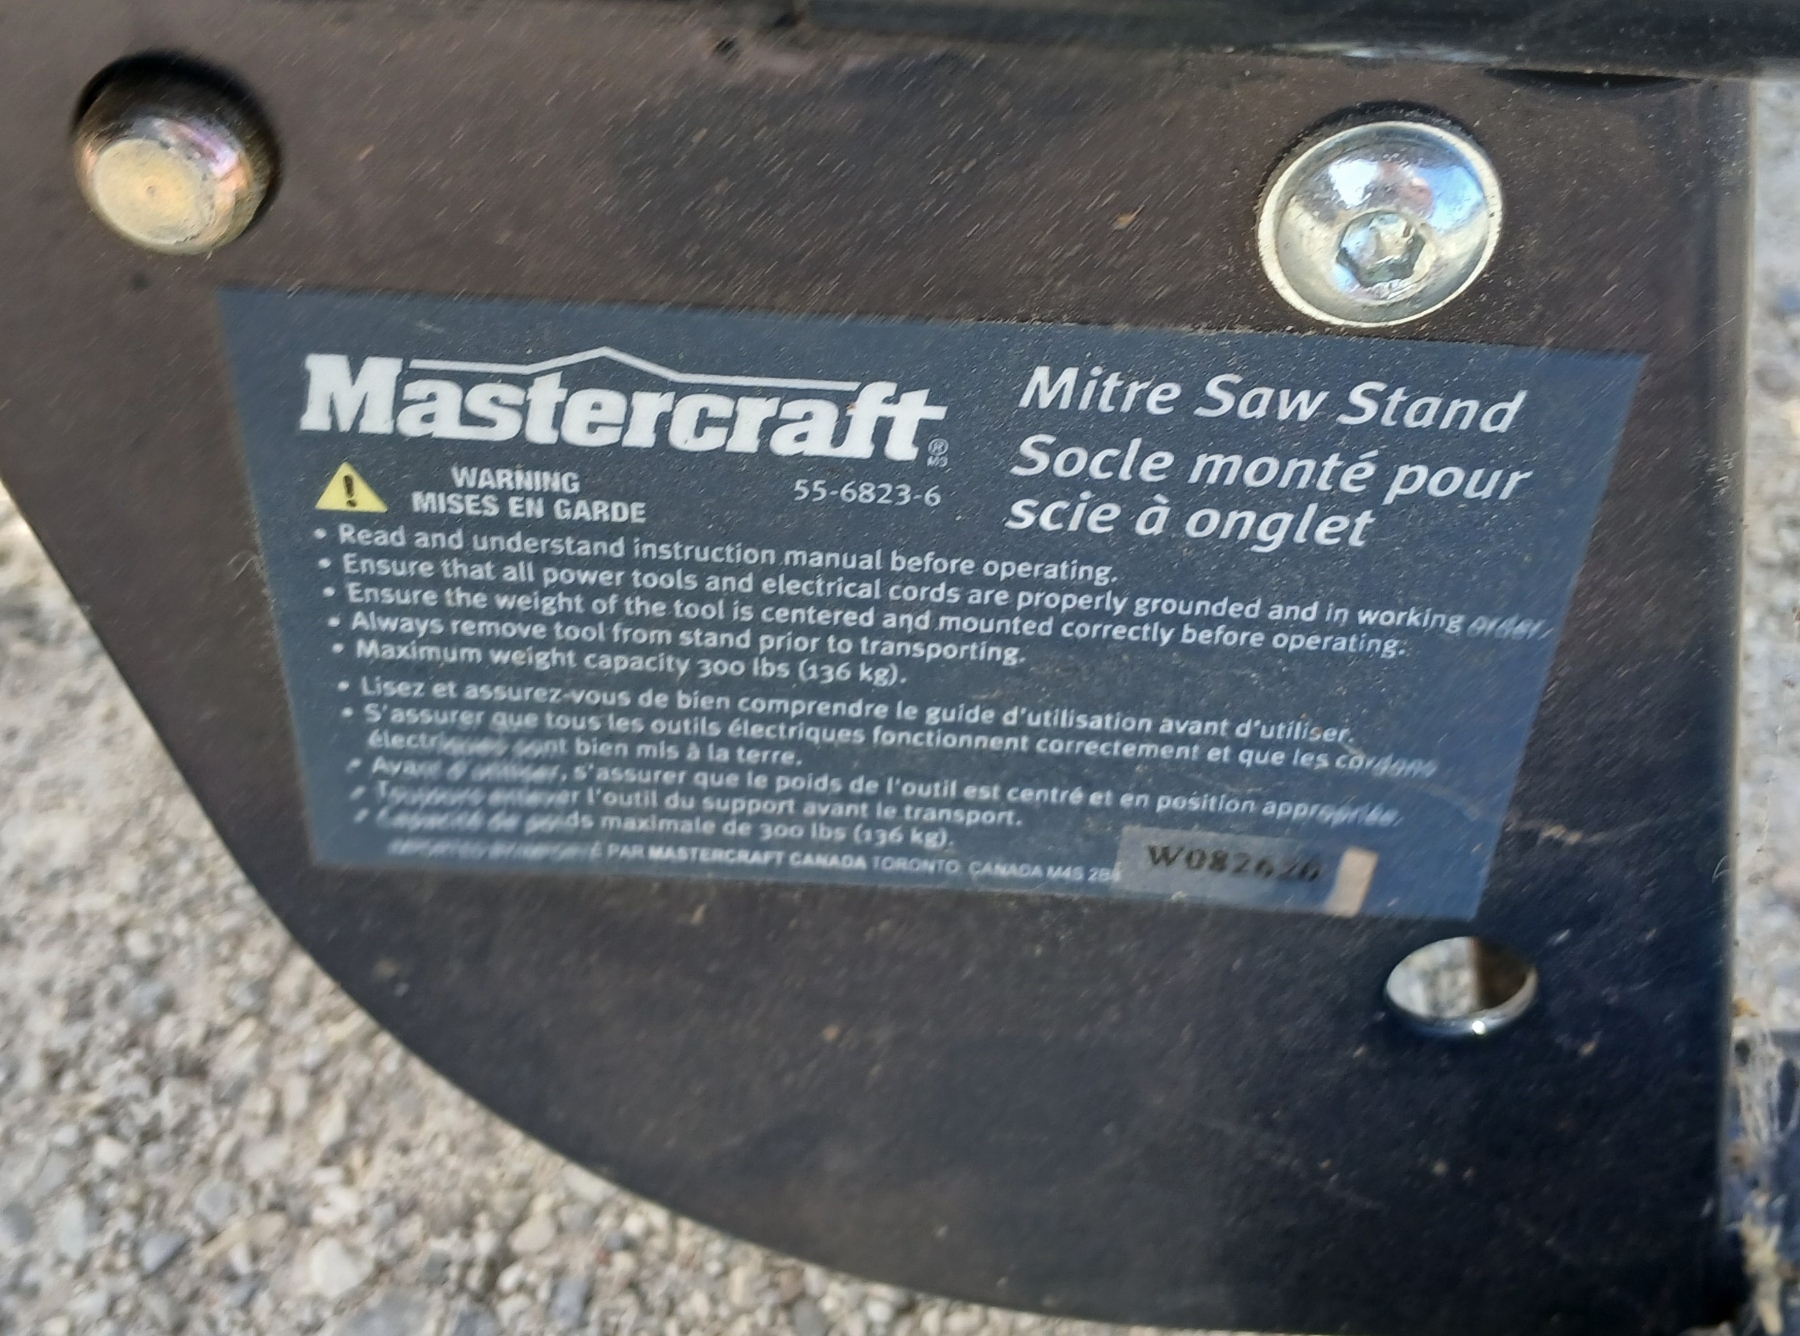 Mastercraft
® MD
Mitre Saw Stand
Socle monté pour
scie à onglet
WARNING
MISES EN GARDE
55-6823-6
• Read and understand instruction manual before operating.
• Ensure that all power tools and electrical cords are properly grounded and in working order.
• Ensure the weight of the tool is centered and mounted correctly before operating.
• Always remove tool from stand prior to transporting.
• Maximum weight capacity 300 lbs (136 kg).
• Lisez et assurez-vous de bien comprendre le guide d'utilisation avant d'utiliser.
• S'assurer que tous les outils électriques fonctionnent correctement et que les cordons
électriques sont bien mis à la terre.
• Avant d'utiliser, s'assurer que le poids de l'outil est centré et en position appropriée.
• Toujours enlever l'outil du support avant le transport.
• Capacité de poids maximale de 300 lbs (136 kg).
PAR MASTERCRAFT CANADA TORONTO, CANADA M4S